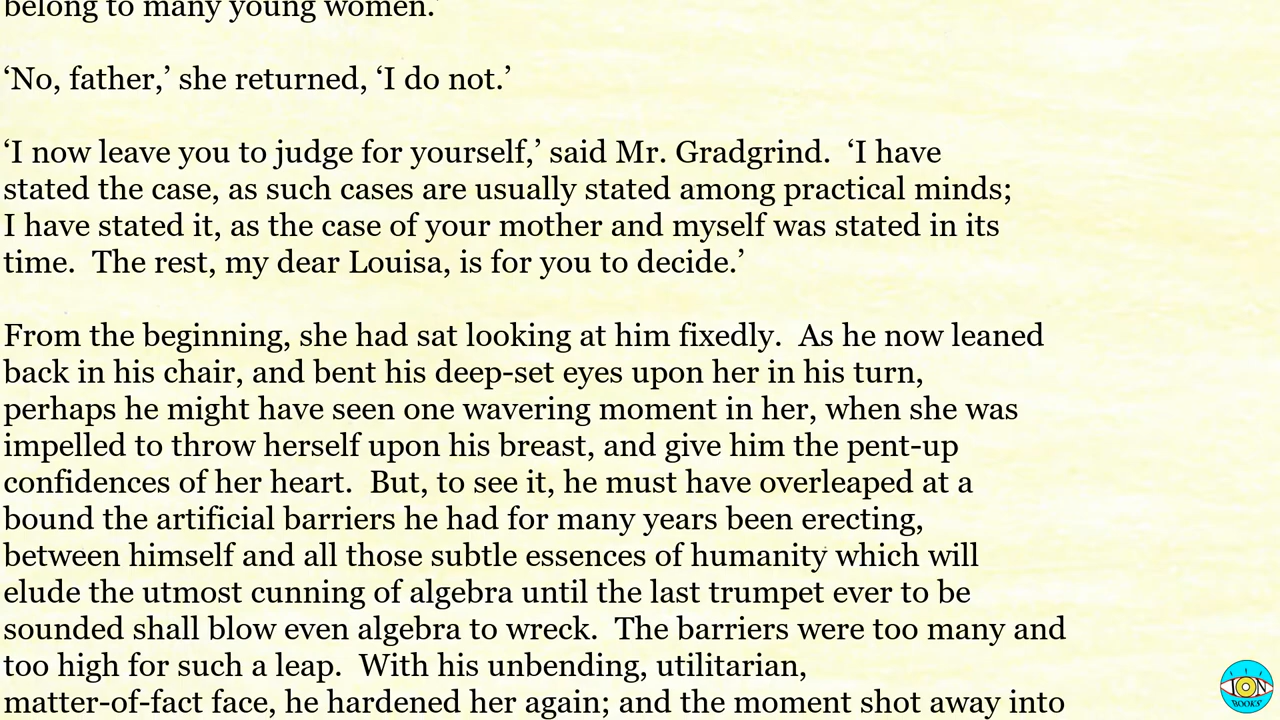 belong to many young women.’
‘No, father,’ she returned, ‘I do not.’
‘I now leave you to judge for yourself,’ said Mr. Gradgrind.  ‘I have
stated the case, as such cases are usually stated among practical minds;
I have stated it, as the case of your mother and myself was stated in its
time.  The rest, my dear Louisa, is for you to decide.’
From the beginning, she had sat looking at him fixedly.  As he now leaned
back in his chair, and bent his deep-set eyes upon her in his turn,
perhaps he might have seen one wavering moment in her, when she was
impelled to throw herself upon his breast, and give him the pent-up
confidences of her heart.  But, to see it, he must have overleaped at a
bound the artificial barriers he had for many years been erecting,
between himself and all those subtle essences of humanity which will
elude the utmost cunning of algebra until the last trumpet ever to be
sounded shall blow even algebra to wreck.  The barriers were too many and
too high for such a leap.  With his unbending, utilitarian,
matter-of-fact face, he hardened her again; and the moment shot away into
ION
BOOKS